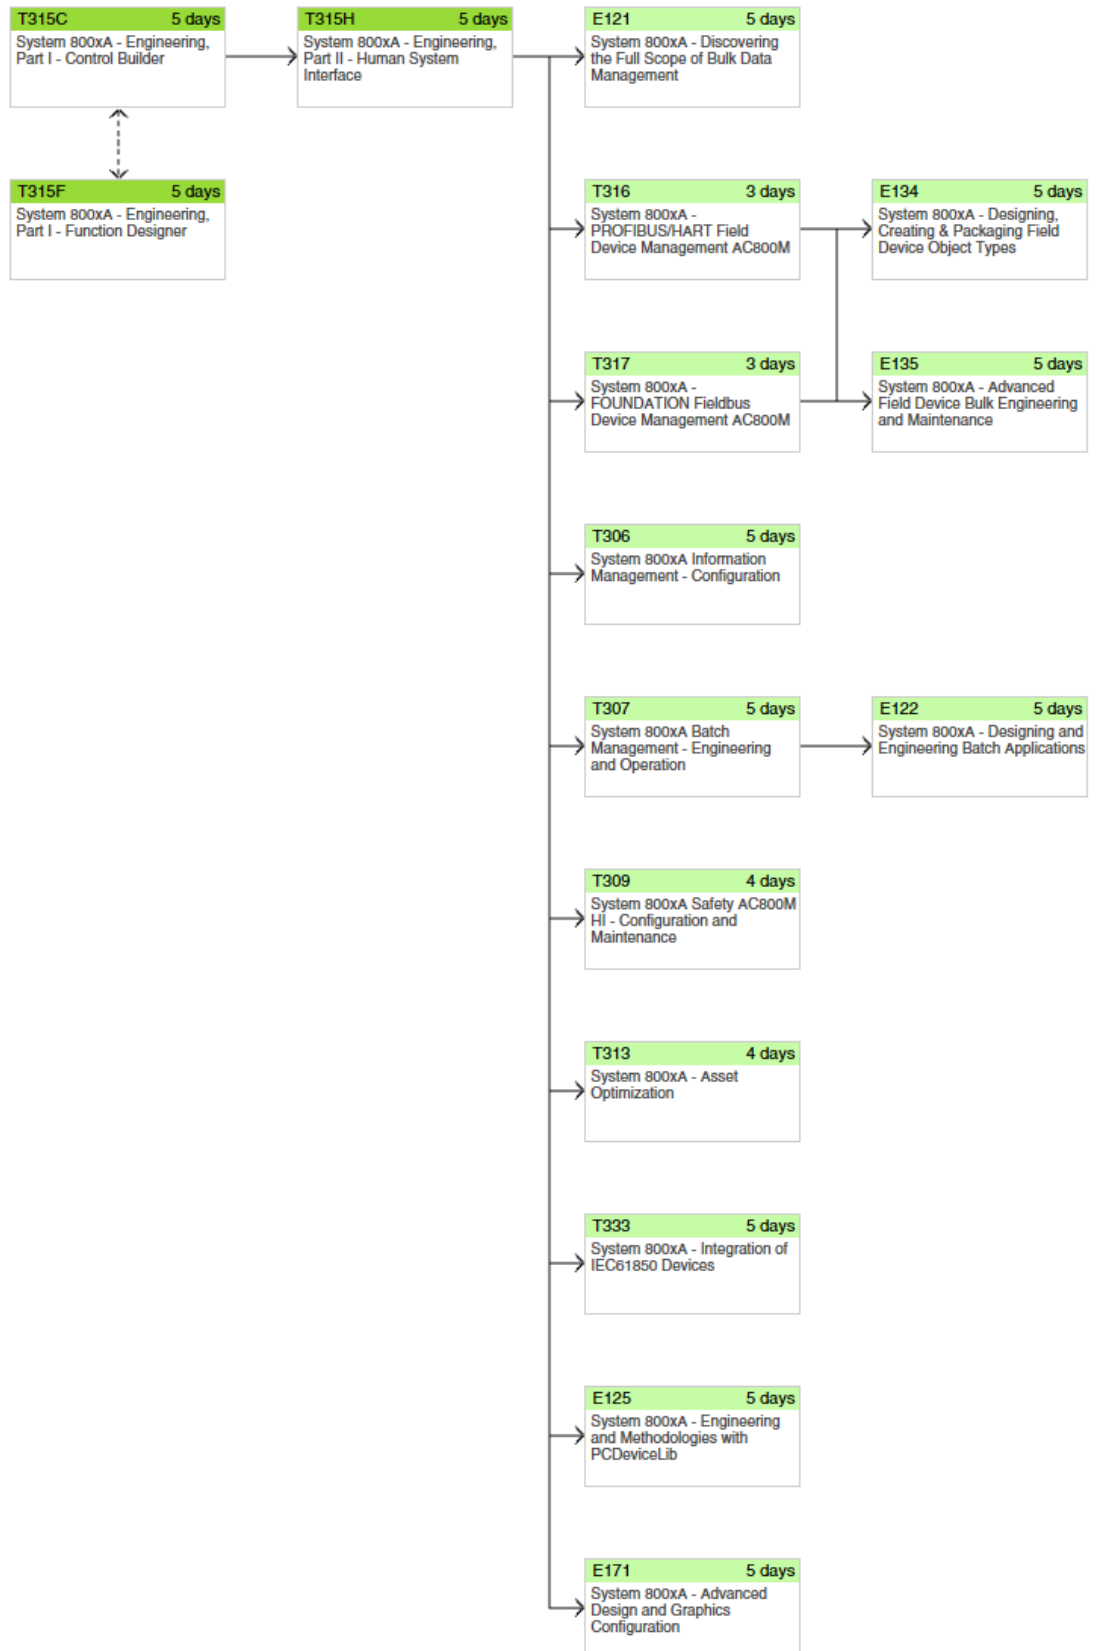 T315C 5 days
System 800xA - Engineering,
Part I - Control Builder
T315H 5 days
System 800xA - Engineering,
Part II - Human System
Interface
E121 5 days
System 800xA - Discovering
the Full Scope of Bulk Data
Management
T315F 5 days
System 800xA - Engineering,
Part I - Function Designer
T316 3 days
System 800xA -
PROFIBUS/HART Field
Device Management AC800M
E134 5 days
System 800xA - Designing,
Creating & Packaging Field
Device Object Types
T317 3 days
System 800xA -
FOUNDATION Fieldbus
Device Management AC800M
E135 5 days
System 800xA - Advanced
Field Device Bulk Engineering
and Maintenance
T306 5 days
System 800xA Information
Management - Configuration
T307 5 days
System 800xA Batch
Management - Engineering
and Operation
E122 5 days
System 800xA - Designing and
Engineering Batch Applications
T309 4 days
System 800xA Safety AC800M
HI - Configuration and
Maintenance
T313 4 days
System 800xA - Asset
Optimization
T333 5 days
System 800xA - Integration of
IEC61850 Devices
E125 5 days
System 800xA - Engineering
and Methodologies with
PCDeviceLib
E171 5 days
System 800xA - Advanced
Design and Graphics
Configuration